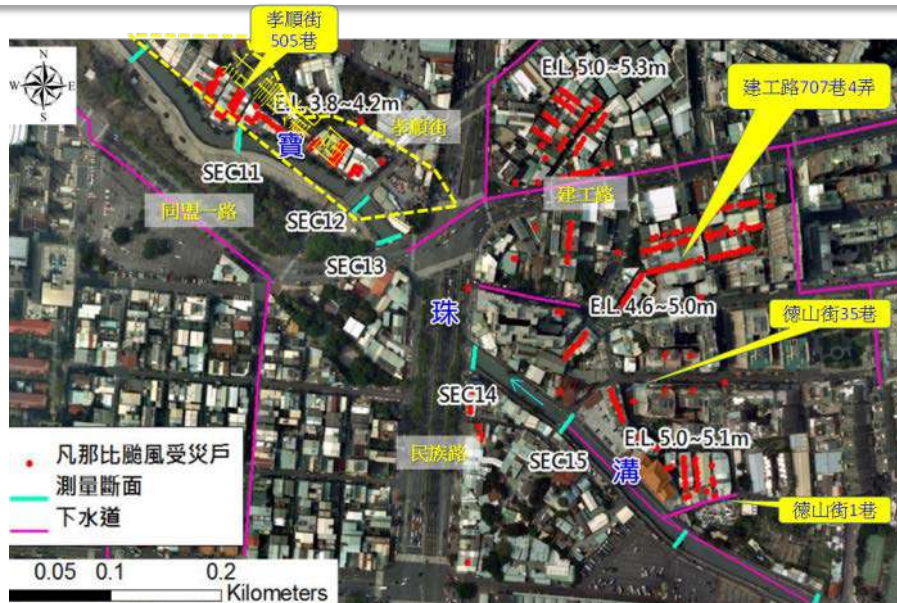 孝順街
505巷
N
W
E
S
E.L. 5.0~5.3m
建工路707巷4弄
E.L. 3.8~4.2m
孝順街
寶
SEC11
同盟一路
建工路
SEC12
SEC13
珠
E.L. 4.6~5.0m
德山街35巷
SEC14
民族路
E.L. 5.0~5.1m
SEC15
溝
德山街1巷
凡那比颱風受災戶
測量斷面
下水道
0.05 0.1 0.2
Kilometers